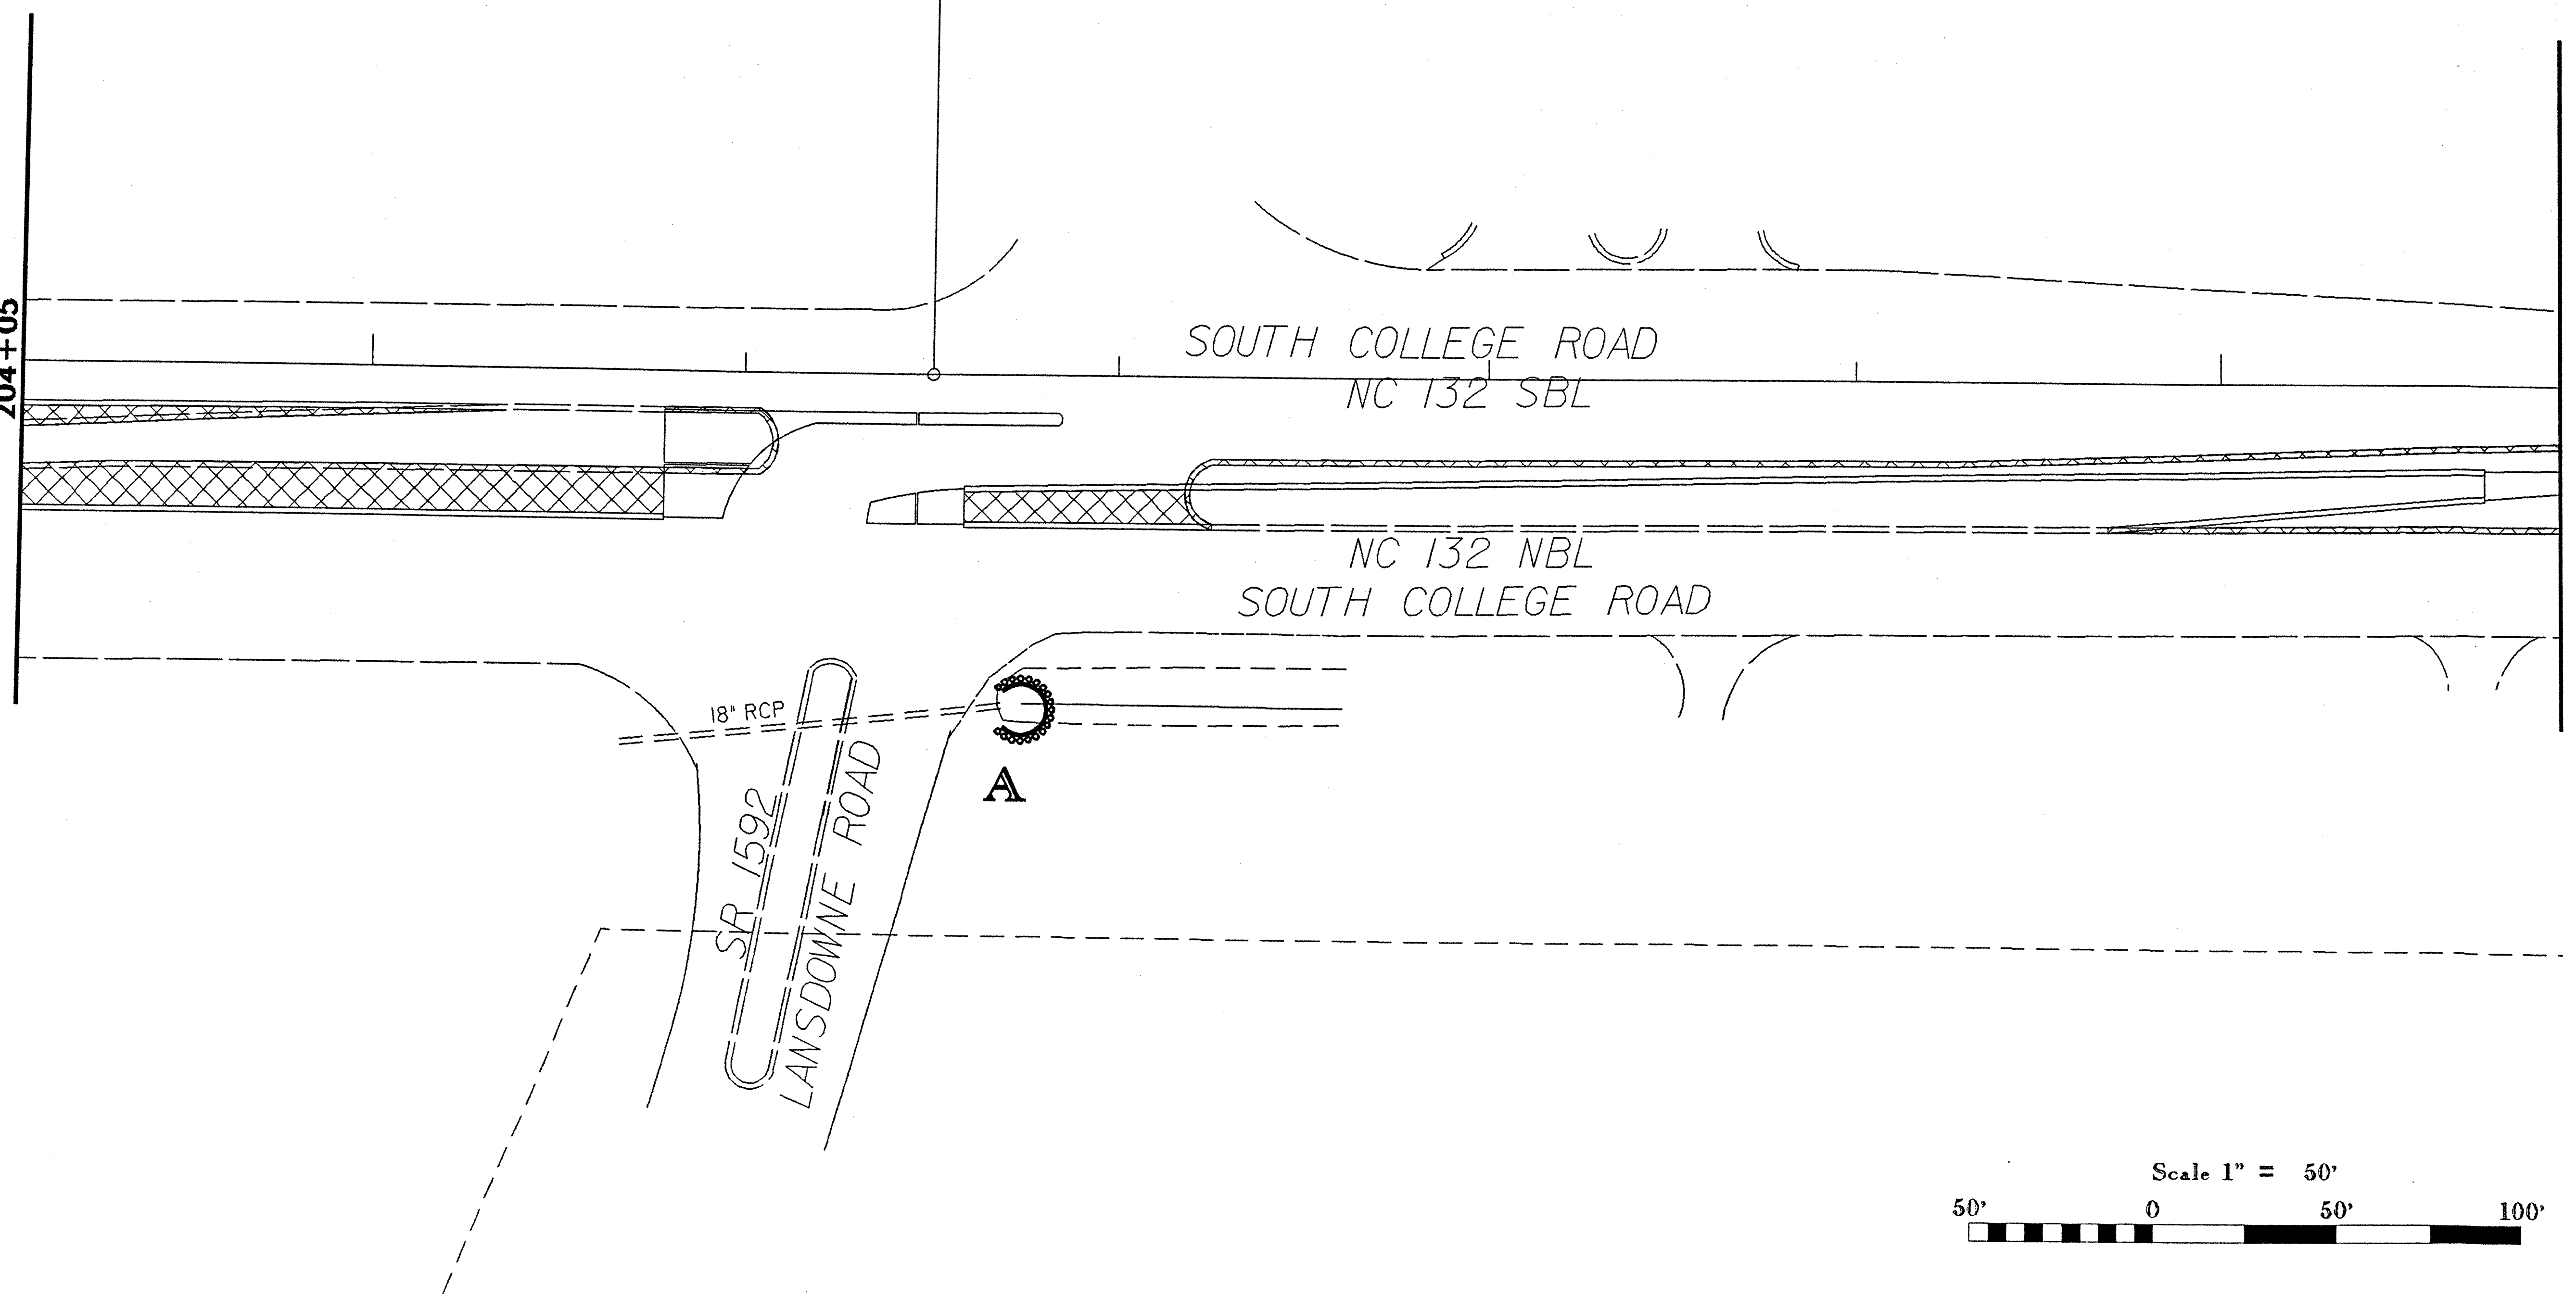 204+05
SOUTH COLLEGE ROAD
NC 132 SBL
NC 132 NBL
SOUTH COLLEGE ROAD
18" RCP
A
SR 1592
LANSDOWNE ROAD
Scale 1" = 50'
50' 0 50' 100'